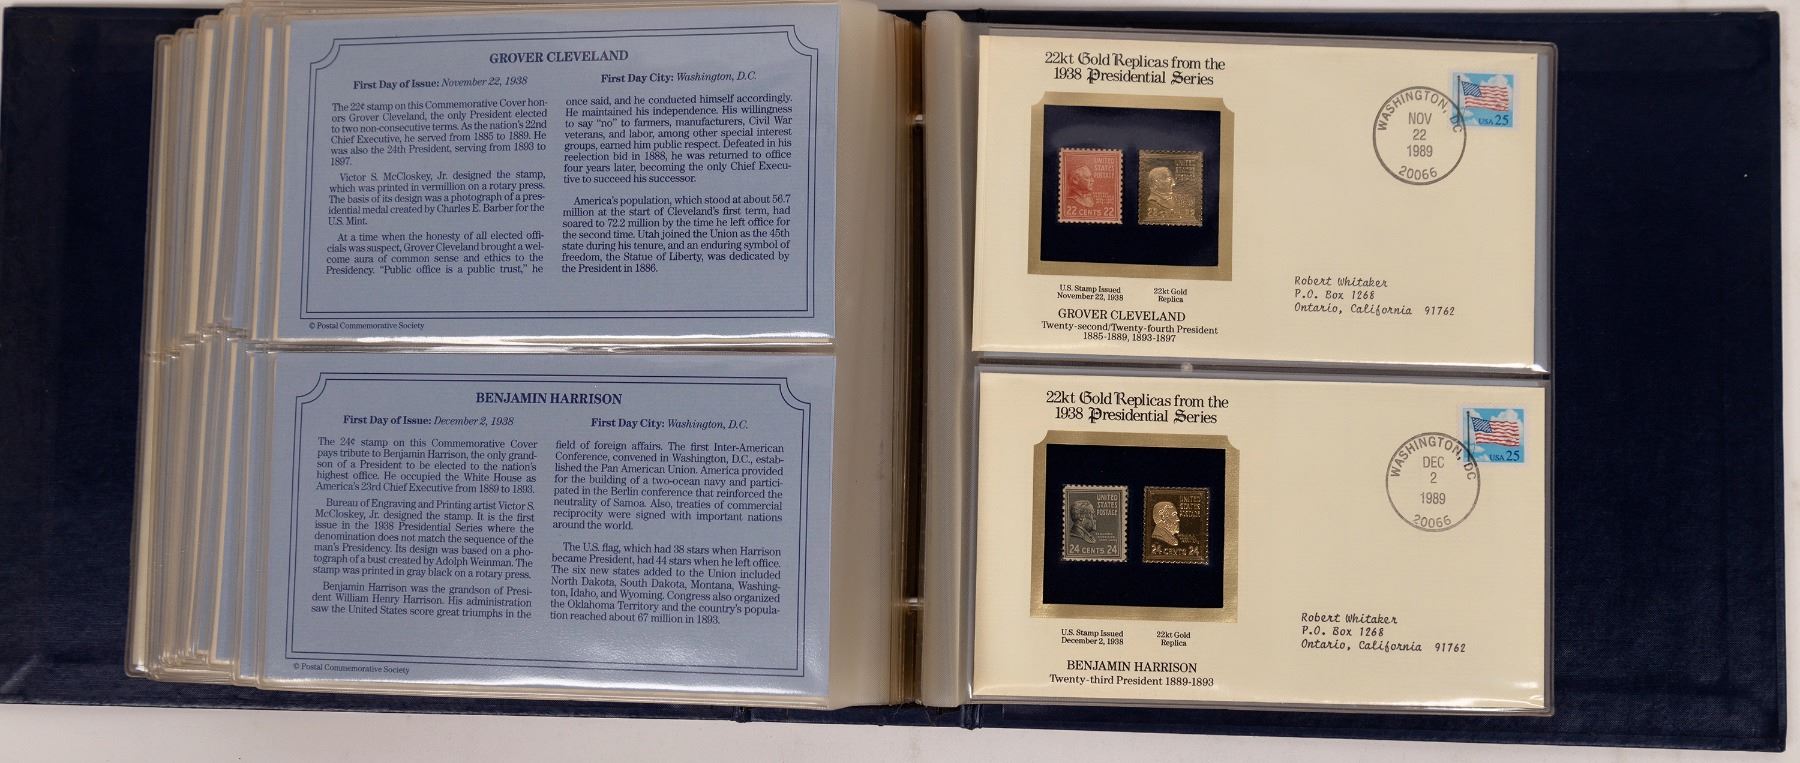 GROVER CLEVELAND
First Day of Issue: November 22, 1938
First Day City: Washington, D.C.
The 22¢ stamp on this Commemorative Cover hon-
ors Grover Cleveland, the only President elected
to two non-consecutive terms. As the nation's 22nd
Chief Executive, he served from 1885 to 1889. He
was also the 24th President, serving from 1893 to
1897.
Victor S. McCloskey, Jr. designed the stamp,
which was printed in vermillion on a rotary press.
The basis of its design was a photograph of a pres-
idential medal created by Charles E. Barber for the
U.S. Mint.
At a time when the honesty of all elected offi-
cials was suspect, Grover Cleveland brought a wel-
come aura of common sense and ethics to the
Presidency. "Public office is a public trust," he
once said, and he conducted himself accordingly.
He maintained his independence. His willingness
to say "no" to farmers, manufacturers, Civil War
veterans, and labor, among other special interest
groups, earned him public respect. Defeated in his
reelection bid in 1888, he was returned to office
four years later, becoming the only Chief Execu-
tive to succeed his successor.
America's population, which stood at about 56.7
million at the start of Cleveland's first term, had
soared to 72.2 million by the time he left office for
the second time. Utah joined the Union as the 45th
state during his tenure, and an enduring symbol of
freedom, the Statue of Liberty, was dedicated by
the President in 1886.
© Postal Commemorative Society
BENJAMIN HARRISON
First Day of Issue: December 2, 1938
First Day City: Washington, D.C.
The 24¢ stamp on this Commemorative Cover
pays tribute to Benjamin Harrison, the only grand-
son of a President to be elected to the nation's
highest office. He occupied the White House as
America's 23rd Chief Executive from 1889 to 1893.
Bureau of Engraving and Printing artist Victor S.
McCloskey, Jr. designed the stamp. It is the first
issue in the 1938 Presidential Series where the
denomination does not match the sequence of the
man's Presidency. Its design was based on a pho-
tograph of a bust created by Adolph Weinman. The
stamp was printed in gray black on a rotary press.
Benjamin Harrison was the grandson of Presi-
dent William Henry Harrison. His administration
saw the United States score great triumphs in the
field of foreign affairs. The first Inter-American
Conference, convened in Washington, D.C., estab-
lished the Pan American Union. America provided
for the building of a two-ocean navy and partici-
pated in the Berlin conference that reinforced the
neutrality of Samoa. Also, treaties of commercial
reciprocity were signed with important nations
around the world.
The U.S. flag, which had 38 stars when Harrison
became President, had 44 stars when he left office.
The six new states added to the Union included
North Dakota, South Dakota, Montana, Washing-
ton, Idaho, and Wyoming. Congress also organized
the Oklahoma Territory and the country's popula-
tion reached about 67 million in 1893.
© Postal Commemorative Society
22kt Gold Replicas from the
1938 Presidential Series
WASHINGTON, DC
NOV
22
1989
20066
USA 25
UNITED
STATES
POSTAGE
22 CENTS 22
UNITED
STATES
POSTAGE
22 CENTS 22
U.S. Stamp Issued
November 22, 1938
22kt Gold
Replica
GROVER CLEVELAND
Twenty-second/Twenty-fourth President
1885-1889, 1893-1897
Robert Whitaker
P.O. Box 1268
Ontario, California 91762
22kt Gold Replicas from the
1938 Presidential Series
WASHINGTON, DC
DEC
2
1989
20066
USA 25
UNITED
STATES
POSTAGE
24 CENTS 24
UNITED
STATES
POSTAGE
24 CENTS 24
U.S. Stamp Issued
December 2, 1938
22kt Gold
Replica
BENJAMIN HARRISON
Twenty-third President 1889-1893
Robert Whitaker
P.O. Box 1268
Ontario, California 91762